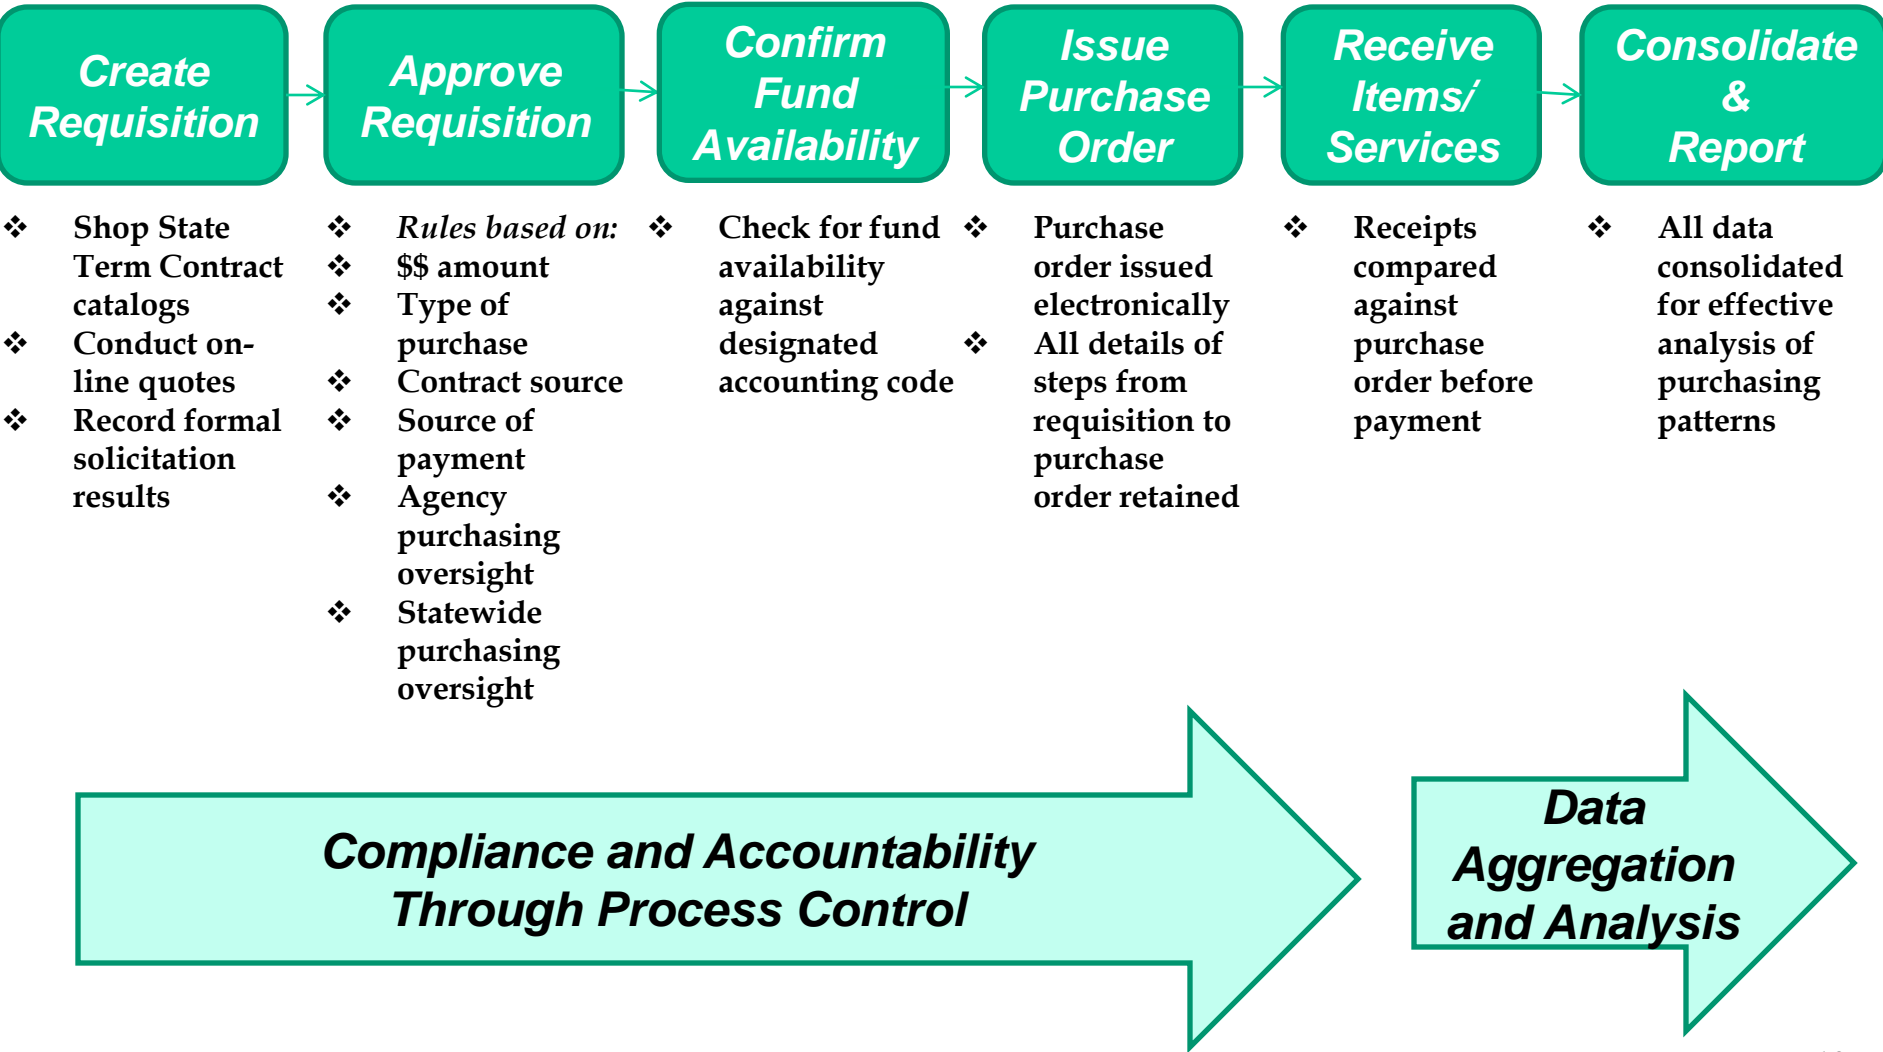 Create
Requisition
Approve
Requisition
Confirm
Fund
Availability
Issue
Purchase
Order
Receive
Items/
Services
Consolidate
&
Report
❖ Shop State
Term Contract
catalogs
❖ Conduct on-
line quotes
❖ Record formal
solicitation
results
❖ Rules based on:
❖ $$ amount
❖ Type of
purchase
❖ Contract source
❖ Source of
payment
❖ Agency
purchasing
oversight
❖ Statewide
purchasing
oversight
❖ Check for fund
availability
against
designated
accounting code
❖ Purchase
order issued
electronically
❖ All details of
steps from
requisition to
purchase
order retained
❖ Receipts
compared
against
purchase
order before
payment
❖ All data
consolidated
for effective
analysis of
purchasing
patterns
Compliance and Accountability
Through Process Control
Data
Aggregation
and Analysis